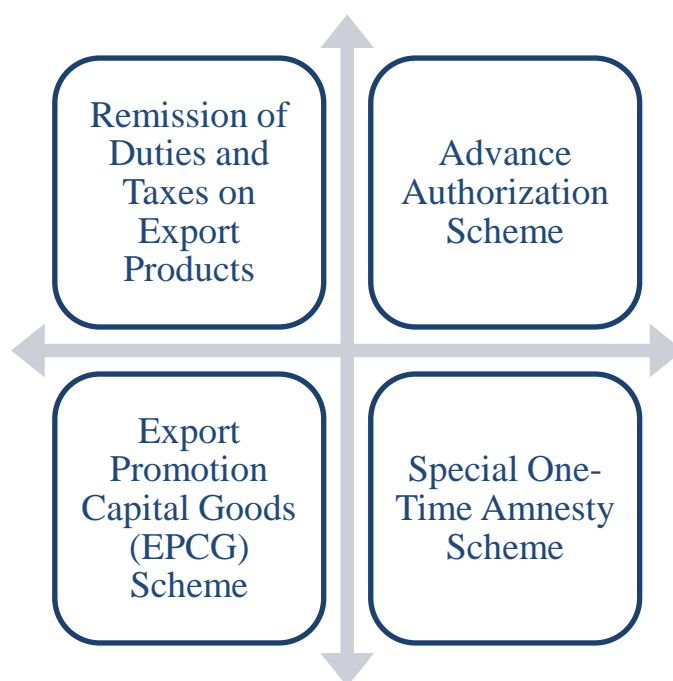 Remission of
Duties and
Taxes on
Export
Products
Advance
Authorization
Scheme
Export
Promotion
Capital Goods
(EPCG)
Scheme
Special One-
Time Amnesty
Scheme